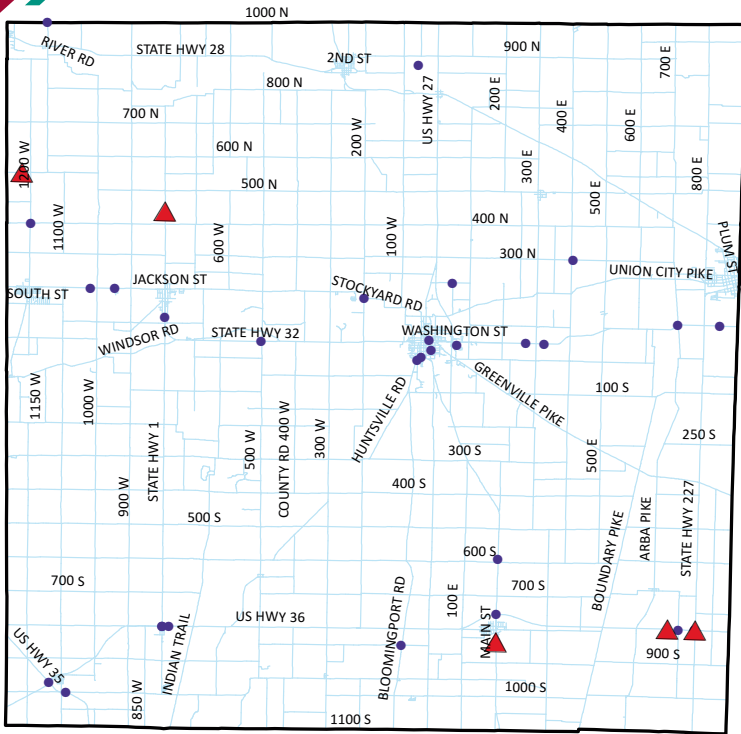 1000 N
RIVER RD
STATE HWY 28
2ND ST
900 N
700 E
800 N
US HWY 27
200 E
400 E
600 E
700 N
200 W
600 N
300 E
1200 W
500 N
500 E
800 E
1100 W
600 W
100 W
400 N
300 N
PLUM ST
UNION CITY PIKE
SOUTH ST
JACKSON ST
STOCKYARD RD
WINDSOR RD
STATE HWY 32
WASHINGTON ST
GREENVILLE PIKE
1150 W
1000 W
HUNTSVILLE RD
100 S
STATE HWY 1
500 W
COUNTY RD 400 W
300 W
300 S
500 E
250 S
900 W
400 S
500 S
BOUNDARY PIKE
ARBA PIKE
STATE HWY 227
600 S
700 S
700 S
100 E
MAIN ST
US HWY 36
BLOOMINGPORT RD
INDIAN TRAIL
US HWY 35
900 S
850 W
1000 S
1100 S